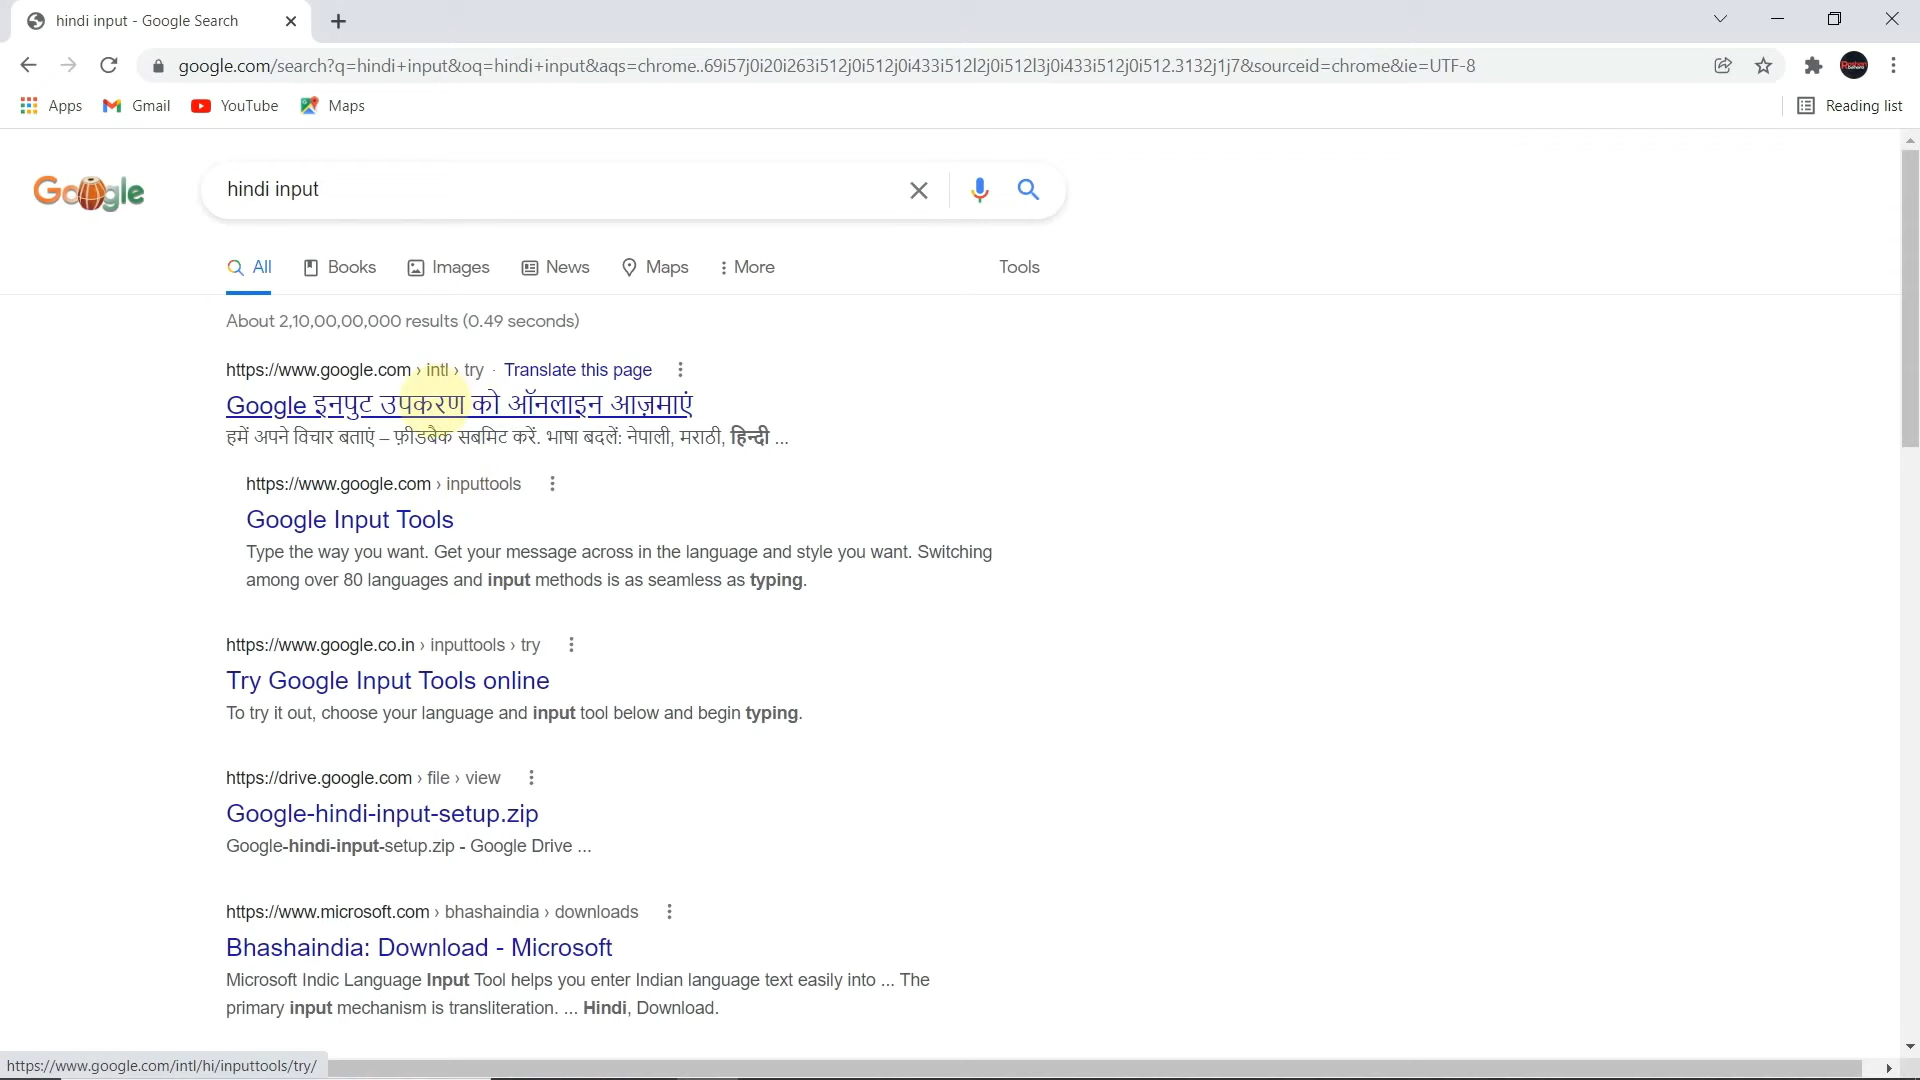 hindi input - Google Search
google.com/search?q=hindi+input&oq=hindi+input&aqs=chrome..69i57j0i20i263i512j0i512j0i433i512l2j0i512l3j0i433i512j0i512.3132j1j7&sourceid=chrome&ie=UTF-8
Apps Gmail YouTube Maps Reading list
Google hindi input
All Books Images News Maps More Tools
About 2,10,00,00,000 results (0.49 seconds)
https://www.google.com › intl › try · Translate this page
Google इनपुट उपकरण को ऑनलाइन आज़माएं
हमें अपने विचार बताएं – फ़ीडबैक सबमिट करें. भाषा बदलें: नेपाली, मराठी, हिन्दी ...
https://www.google.com › inputtools
Google Input Tools
Type the way you want. Get your message across in the language and style you want. Switching
among over 80 languages and input methods is as seamless as typing.
https://www.google.co.in › inputtools › try
Try Google Input Tools online
To try it out, choose your language and input tool below and begin typing.
https://drive.google.com › file › view
Google-hindi-input-setup.zip
Google-hindi-input-setup.zip - Google Drive ...
https://www.microsoft.com › bhashaindia › downloads
Bhashaindia: Download - Microsoft
Microsoft Indic Language Input Tool helps you enter Indian language text easily into ... The
primary input mechanism is transliteration. ... Hindi, Download.
https://www.google.com/intl/hi/inputtools/try/